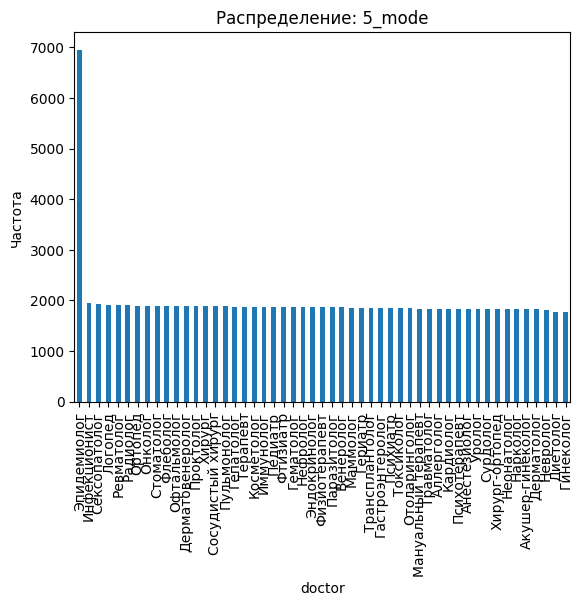 Распределение: 5_mode
Частота
7000
6000
5000
4000
3000
2000
1000
0
Эпидемиолог
Инфекционист
Сексопатолог
Логопед
Ревматолог
Радиолог
Ортопед
Онколог
Стоматолог
Флеболог
Офтальмолог
Дерматовенеролог
Проктолог
Хирург
Сосудистый хирург
Пульмонолог
Гепатолог
Терапевт
Косметолог
Иммунолог
Педиатр
Фтизиатр
Гематолог
Нефролог
Эндокринолог
Физиотерапевт
Паразитолог
Венеролог
Маммолог
Гериатр
Трансплантолог
Гастроэнтеролог
Психиатр
Токсиколог
Отоларинголог
Мануальный терапевт
Травматолог
Аллерголог
Кардиолог
Психотерапевт
Анестезиолог
Уролог
Сурдолог
Хирург-ортопед
Неонатолог
Нарколог
Акушер-гинеколог
Дерматолог
Невролог
Диетолог
Гинеколог
doctor